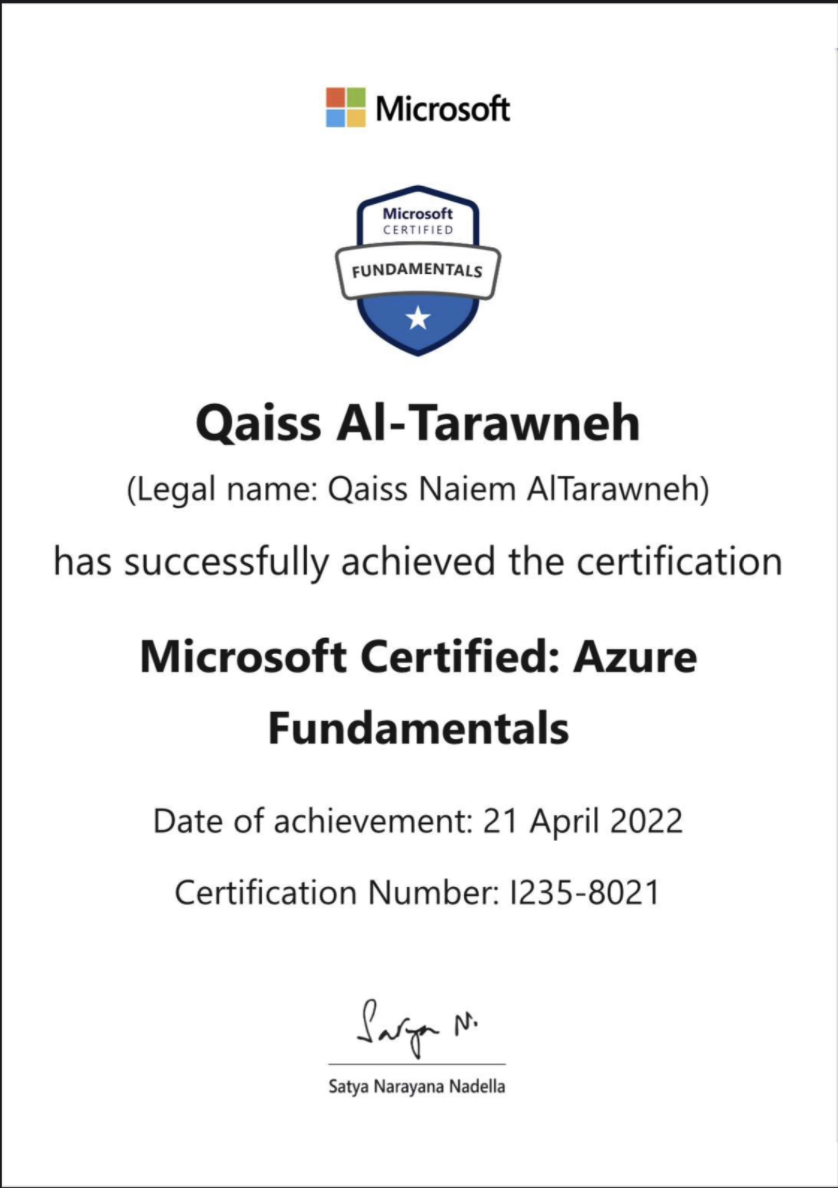 Microsoft
Microsoft
CERTIFIED
FUNDAMENTALS
Qaiss Al-Tarawneh
(Legal name: Qaiss Naiem AlTarawneh)
has successfully achieved the certification
Microsoft Certified: Azure
Fundamentals
Date of achievement: 21 April 2022
Certification Number: I235-8021
Satya N.
Satya Narayana Nadella